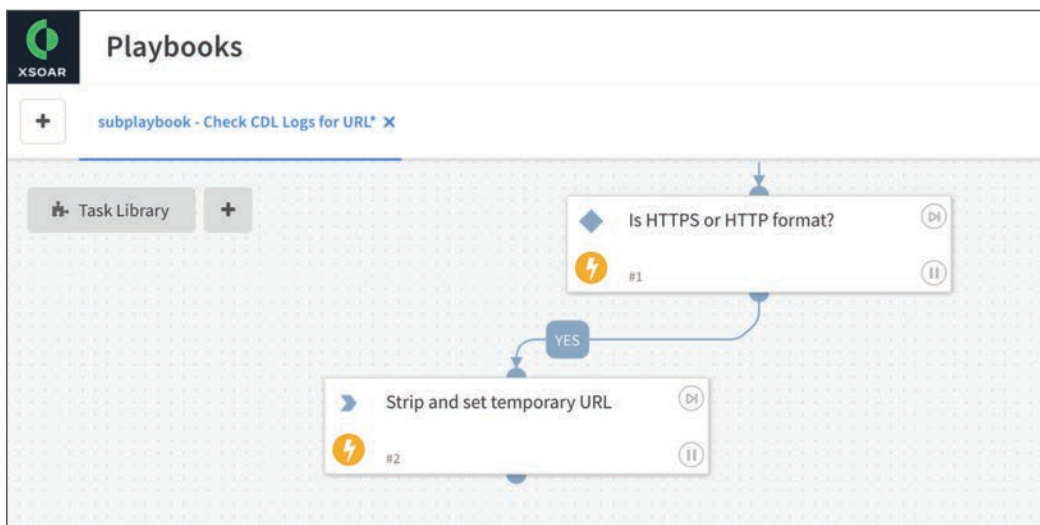 Playbooks
XSOAR
+
subplaybook - Check CDL Logs for URL* ✕
Task Library
+
Is HTTPS or HTTP format?
#1
YES
Strip and set temporary URL
#2